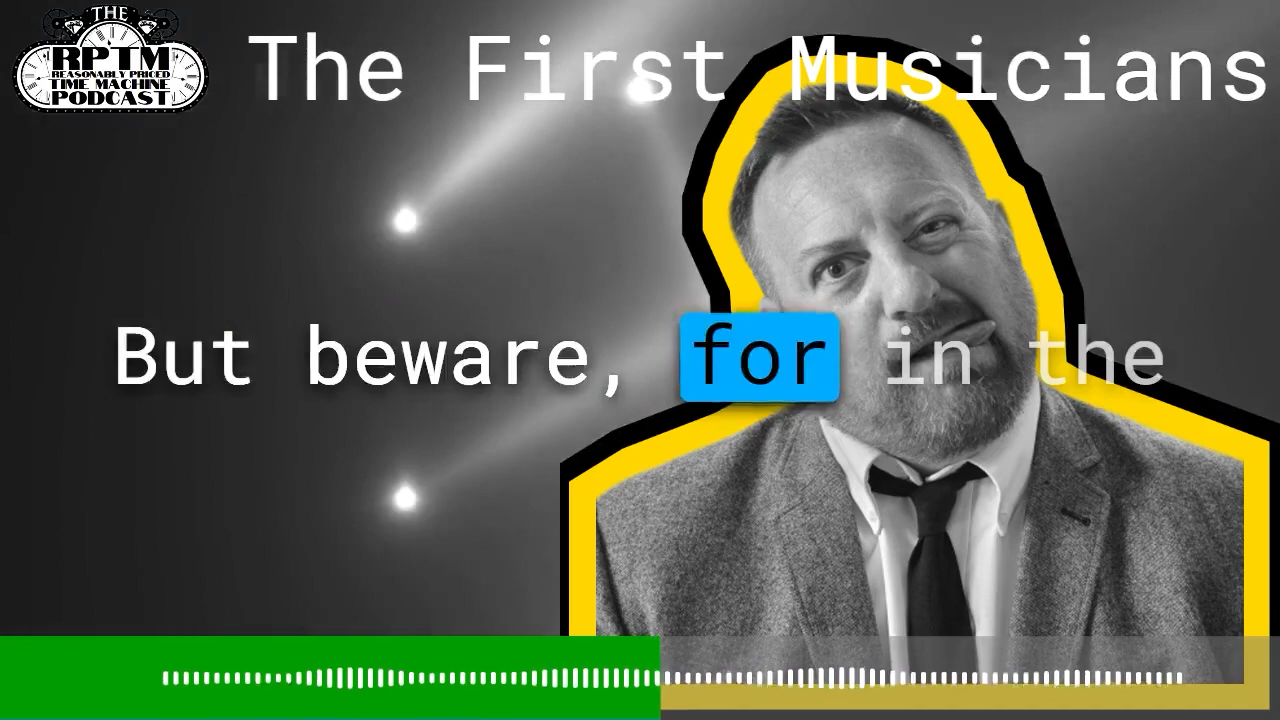 THE
RPTM
REASONABLY PRICED
TIME MACHINE
PODCAST
The First Musicians
But beware, for in the